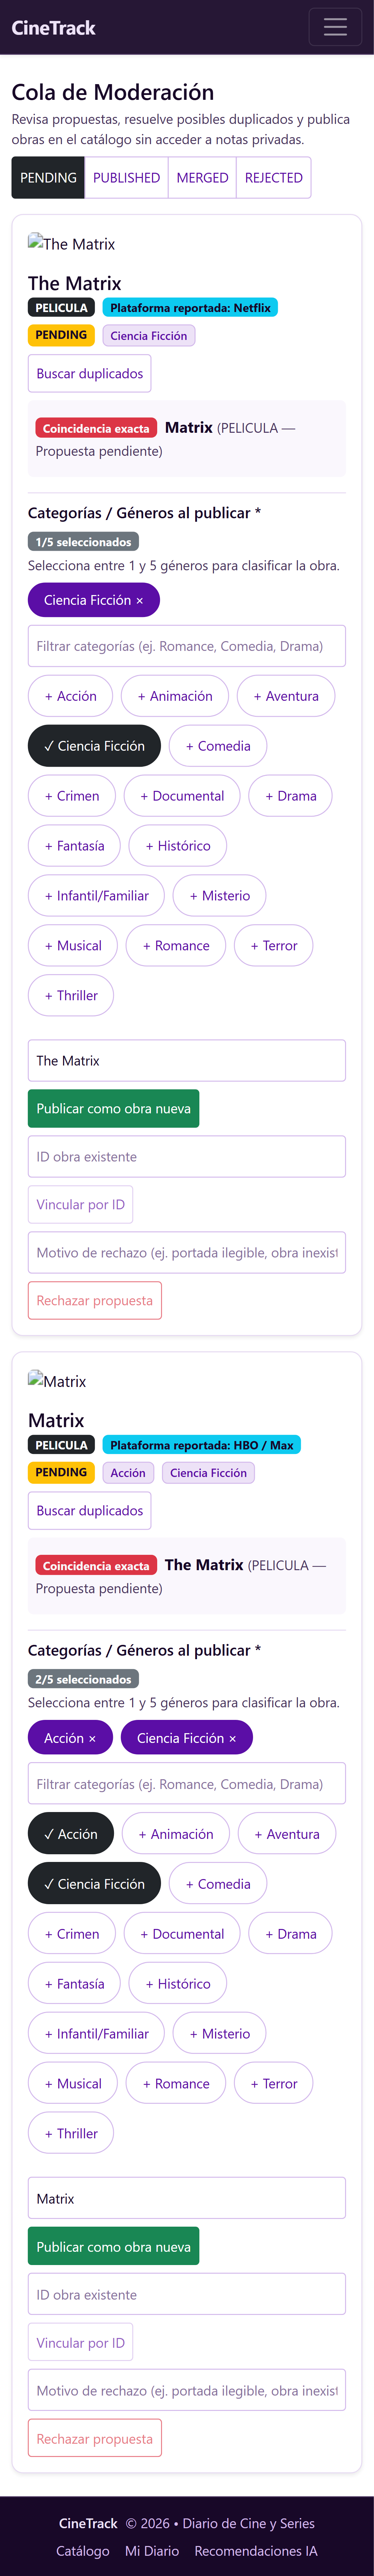 CineTrack
Cola de Moderación
Revisa propuestas, resuelve posibles duplicados y publica
obras en el catálogo sin acceder a notas privadas.
PENDING PUBLISHED MERGED REJECTED
The Matrix
The Matrix
PELICULA Plataforma reportada: Netflix
PENDING Ciencia Ficción
Buscar duplicados
Coincidencia exacta Matrix (PELICULA —
Propuesta pendiente)
Categorías / Géneros al publicar *
1/5 seleccionados
Selecciona entre 1 y 5 géneros para clasificar la obra.
Ciencia Ficción ×
Filtrar categorías (ej. Romance, Comedia, Drama)
+ Acción + Animación + Aventura
✓ Ciencia Ficción + Comedia
+ Crimen + Documental + Drama
+ Fantasía + Histórico
+ Infantil/Familiar + Misterio
+ Musical + Romance + Terror
+ Thriller
The Matrix
Publicar como obra nueva
ID obra existente
Vincular por ID
Motivo de rechazo (ej. portada ilegible, obra inexist
Rechazar propuesta
Matrix
Matrix
PELICULA Plataforma reportada: HBO / Max
PENDING Acción Ciencia Ficción
Buscar duplicados
Coincidencia exacta The Matrix (PELICULA —
Propuesta pendiente)
Categorías / Géneros al publicar *
2/5 seleccionados
Selecciona entre 1 y 5 géneros para clasificar la obra.
Acción × Ciencia Ficción ×
Filtrar categorías (ej. Romance, Comedia, Drama)
✓ Acción + Animación + Aventura
✓ Ciencia Ficción + Comedia
+ Crimen + Documental + Drama
+ Fantasía + Histórico
+ Infantil/Familiar + Misterio
+ Musical + Romance + Terror
+ Thriller
Matrix
Publicar como obra nueva
ID obra existente
Vincular por ID
Motivo de rechazo (ej. portada ilegible, obra inexist
Rechazar propuesta
CineTrack © 2026 • Diario de Cine y Series
Catálogo Mi Diario Recomendaciones IA